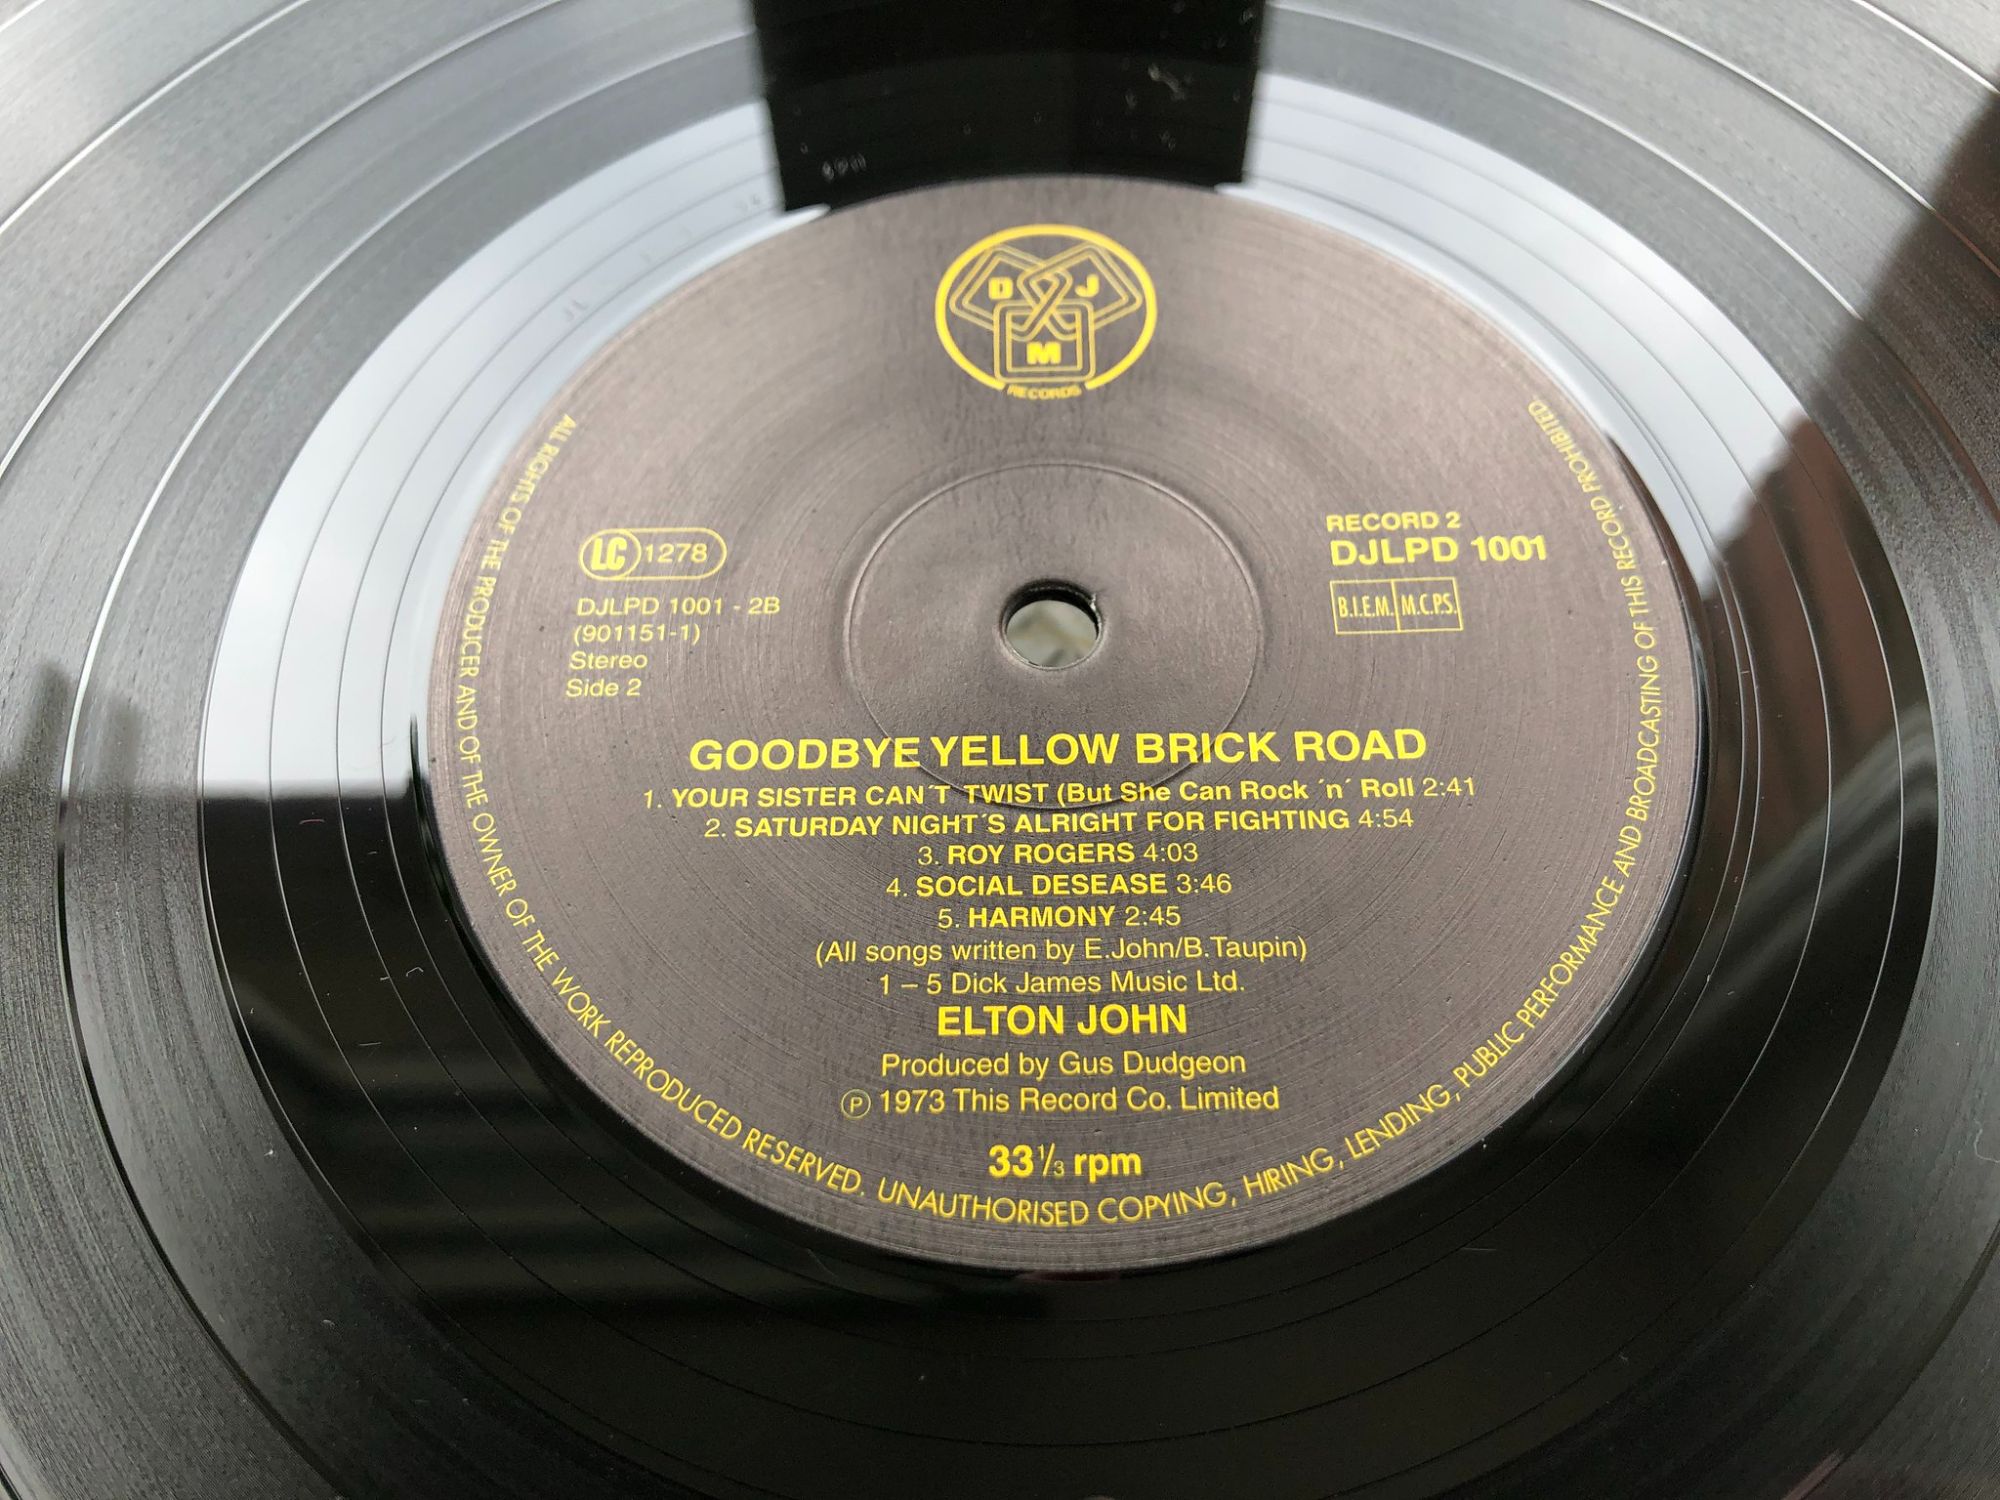 D J
M
RECORDS
RECORD 2
DJLPD 1001
B.I.E.M. M.C.P.S.
LC 1278
DJLPD 1001 - 2B
(901151-1)
Stereo
Side 2
GOODBYE YELLOW BRICK ROAD
1. YOUR SISTER CAN´T TWIST (But She Can Rock ´n´ Roll 2:41
2. SATURDAY NIGHT´S ALRIGHT FOR FIGHTING 4:54
3. ROY ROGERS 4:03
4. SOCIAL DESEASE 3:46
5. HARMONY 2:45
(All songs written by E.John/B.Taupin)
1 – 5 Dick James Music Ltd.
ELTON JOHN
Produced by Gus Dudgeon
Ⓟ 1973 This Record Co. Limited
33⅓ rpm
ALL RIGHTS OF THE PRODUCER AND OF THE OWNER OF THE WORK REPRODUCED RESERVED. UNAUTHORISED COPYING, HIRING, LENDING, PUBLIC PERFORMANCE AND BROADCASTING OF THIS RECORD PROHIBITED.